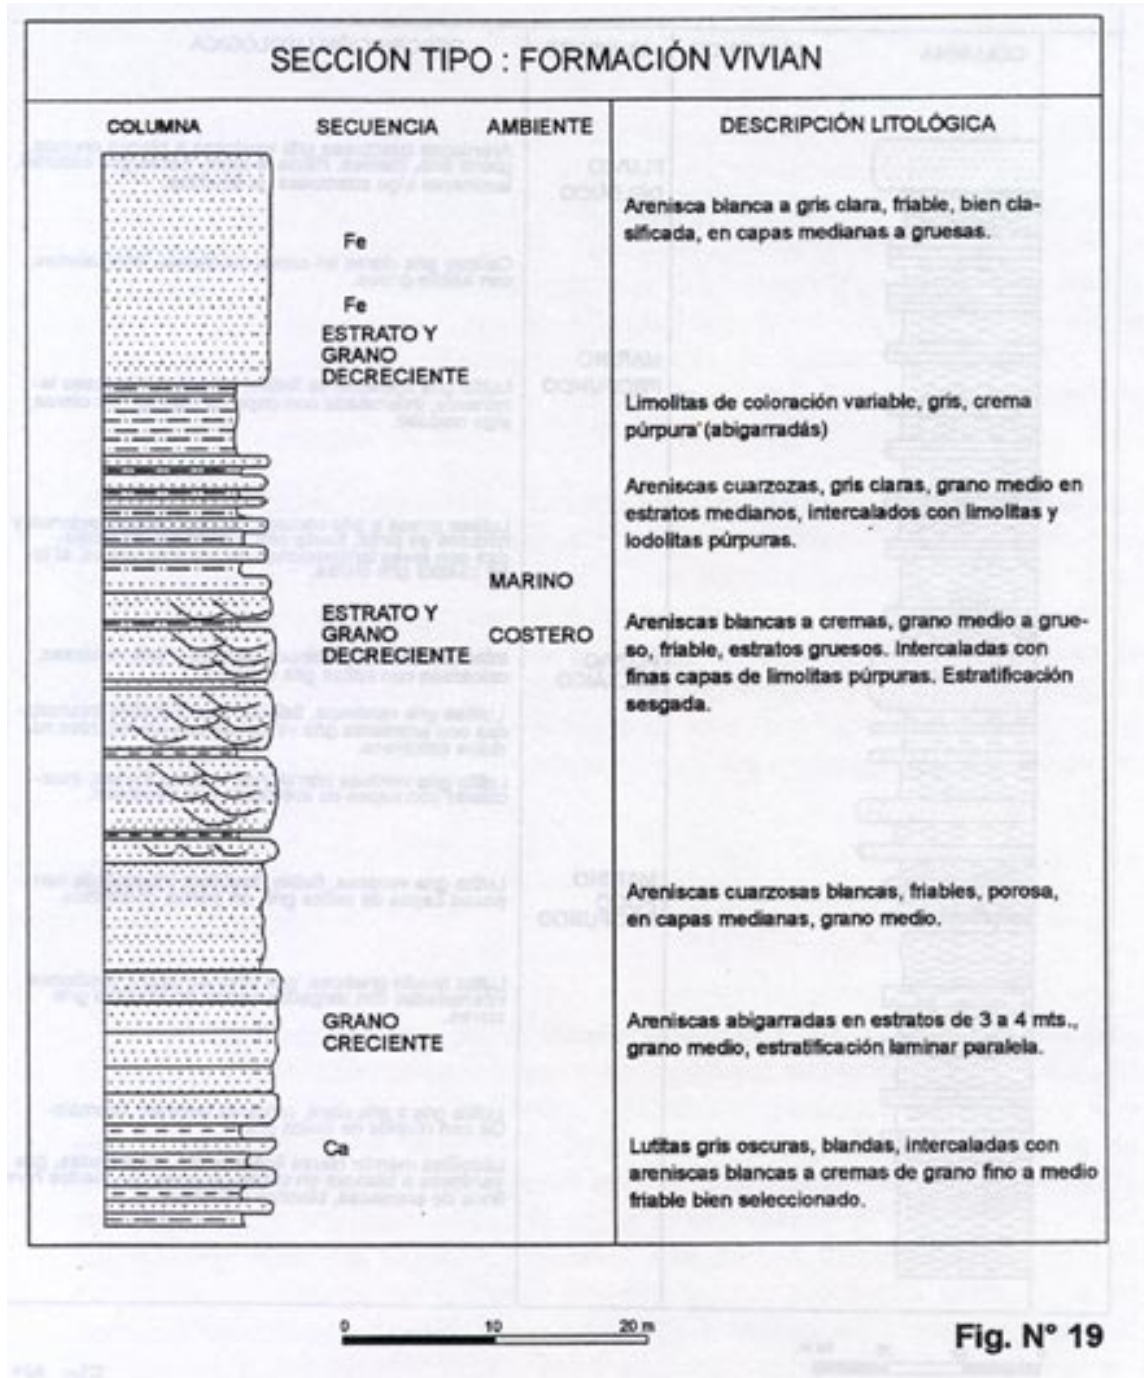 SECCIÓN TIPO : FORMACIÓN VIVIAN
COLUMNA
SECUENCIA
AMBIENTE
DESCRIPCIÓN LITOLÓGICA
Arenisca blanca a gris clara, friable, bien cla-
sificada, en capas medianas a gruesas.
Fe
Fe
ESTRATO Y
GRANO
DECRECIENTE
Limolitas de coloración variable, gris, crema
púrpura (abigarradás)
Areniscas cuarzozas, gris claras, grano medio en
estratos medianos, intercalados con limolitas y
lodolitas púrpuras.
MARINO
COSTERO
ESTRATO Y
GRANO
DECRECIENTE
Areniscas blancas a cremas, grano medio a grue-
so, friable, estratos gruesos. Intercaladas con
finas capas de limolitas púrpuras. Estratificación
sesgada.
Areniscas cuarzosas blancas, friables, porosa,
en capas medianas, grano medio.
GRANO
CRECIENTE
Areniscas abigarradas en estratos de 3 a 4 mts.,
grano medio, estratificación laminar paralela.
Ca
Lutitas gris oscuras, blandas, intercaladas con
areniscas blancas a cremas de grano fino a medio
friable bien seleccionado.
0 10 20 m
Fig. N° 19